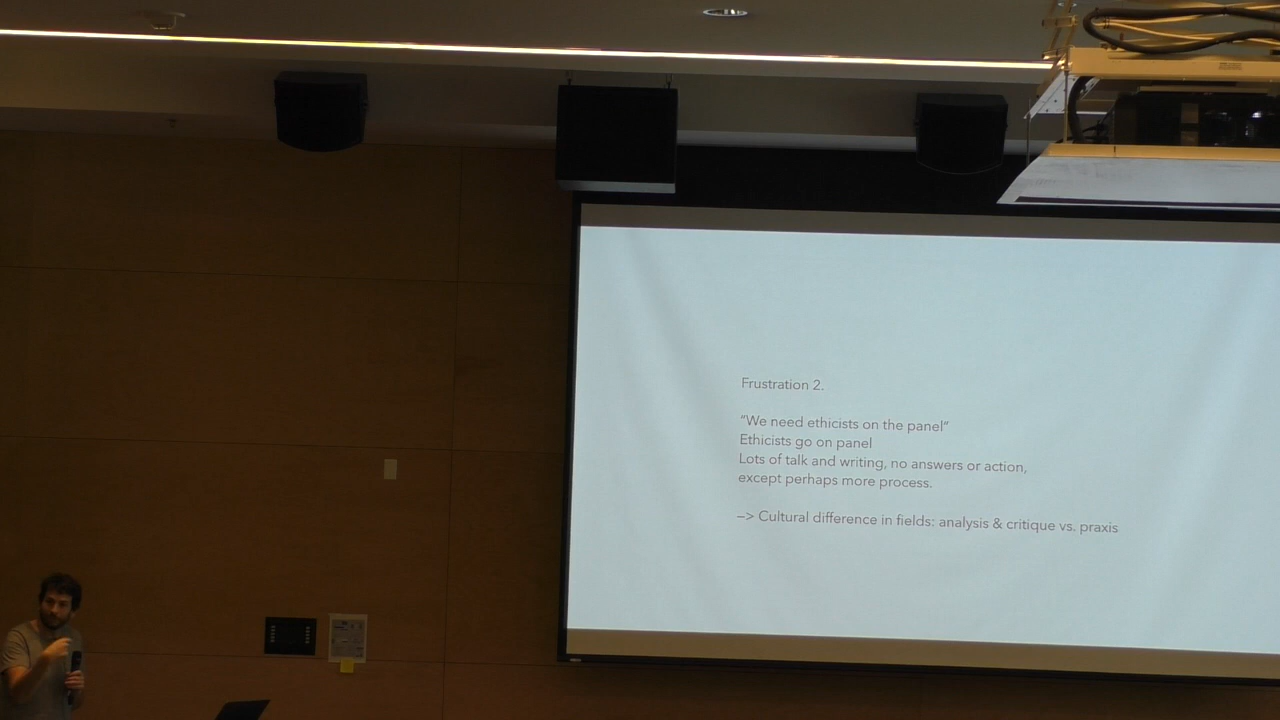 Frustration 2.
"We need ethicists on the panel"
Ethicists go on panel
Lots of talk and writing, no answers or action,
except perhaps more process.
—> Cultural difference in fields: analysis & critique vs. praxis